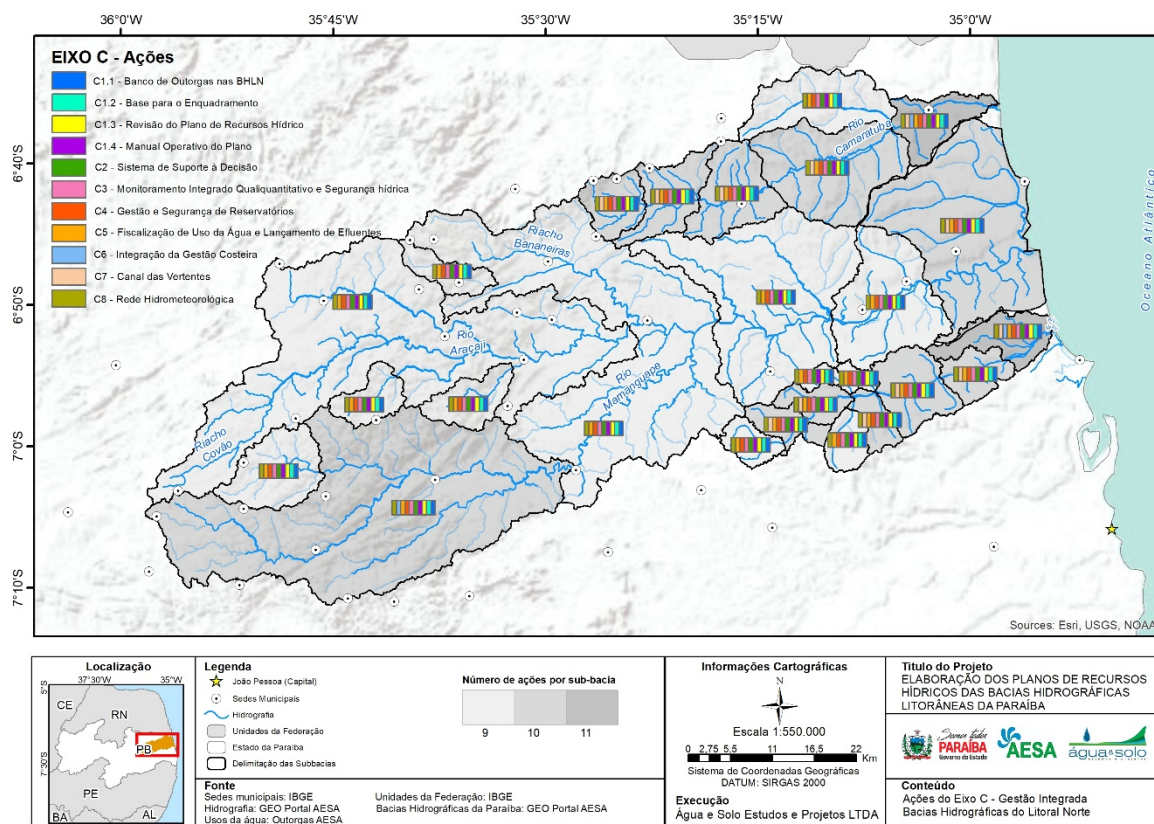 36°0'W
35°45'W
35°30'W
35°15'W
35°0'W
EIXO C - Ações
C1.1 - Banco de Outorgas nas BHLN
C1.2 - Base para o Enquadramento
C1.3 - Revisão do Plano de Recursos Hídrico
C1.4 - Manual Operativo do Plano
C2 - Sistema de Suporte à Decisão
C3 - Monitoramento Integrado Qualiquantitativo e Segurança hídrica
C4 - Gestão e Segurança de Reservatórios
C5 - Fiscalização de Uso da Água e Lançamento de Efluentes
C6 - Integração da Gestão Costeira
C7 - Canal das Vertentes
C8 - Rede Hidrometeorológica
6°40'S
6°50'S
7°0'S
7°10'S
Rio
Camaratuba
Riacho
Bananeiras
Rio
Araçaji
Rio
Mamanguape
Riacho
Covão
Oceano Atlântico
Sources: Esri, USGS, NOAA
Localização
37°30'W
35°W
5°S
7°30'S
CE
RN
PB
PE
BA
AL
Legenda
João Pessoa (Capital)
Sedes Municipais
Hidrografia
Unidades da Federação
Estado da Paraíba
Delimitação das Subbacias
Número de ações por sub-bacia
9
10
11
Fonte
Sedes municipais: IBGE
Hidrografia: GEO Portal AESA
Usos da água: Outorgas AESA
Unidades da Federação: IBGE
Bacias Hidrográficas da Paraíba: GEO Portal AESA
Informações Cartográficas
N
Escala 1:550.000
0 2,75 5,5 11 16,5 22
Km
Sistema de Coordenadas Geográficas
DATUM: SIRGAS 2000
Execução
Água e Solo Estudos e Projetos LTDA
Titulo do Projeto
ELABORAÇÃO DOS PLANOS DE RECURSOS
HÍDRICOS DAS BACIAS HIDROGRÁFICAS
LITORÂNEAS DA PARAÍBA
Somos todos
PARAÍBA
Governo do Estado
AESA
água&solo
Conteúdo
Ações do Eixo C - Gestão Integrada
Bacias Hidrográficas do Litoral Norte